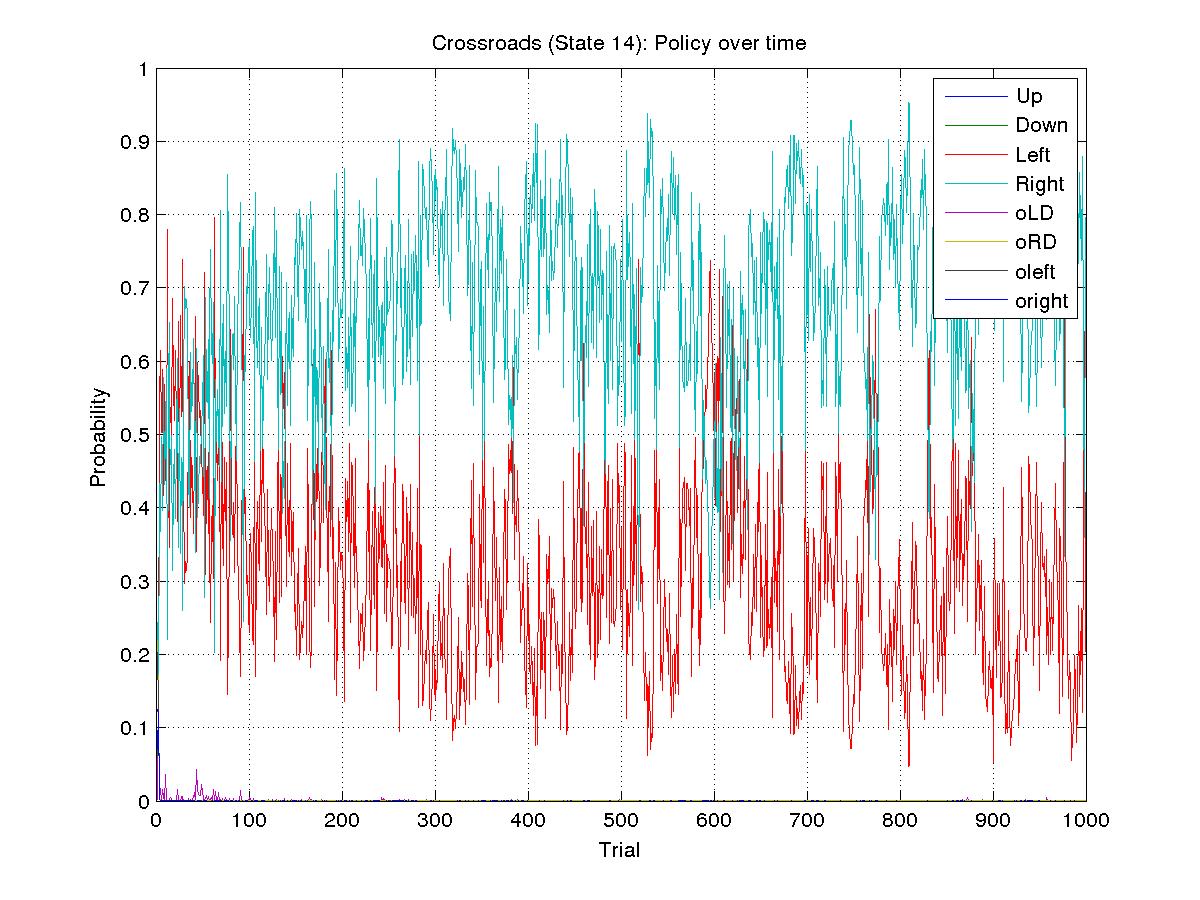 Crossroads (State 14): Policy over time
1
0.9
0.8
0.7
0.6
0.5
0.4
0.3
0.2
0.1
0
Probability
Up
Down
Left
Right
oLD
oRD
oleft
oright
0 100 200 300 400 500 600 700 800 900 1000
Trial